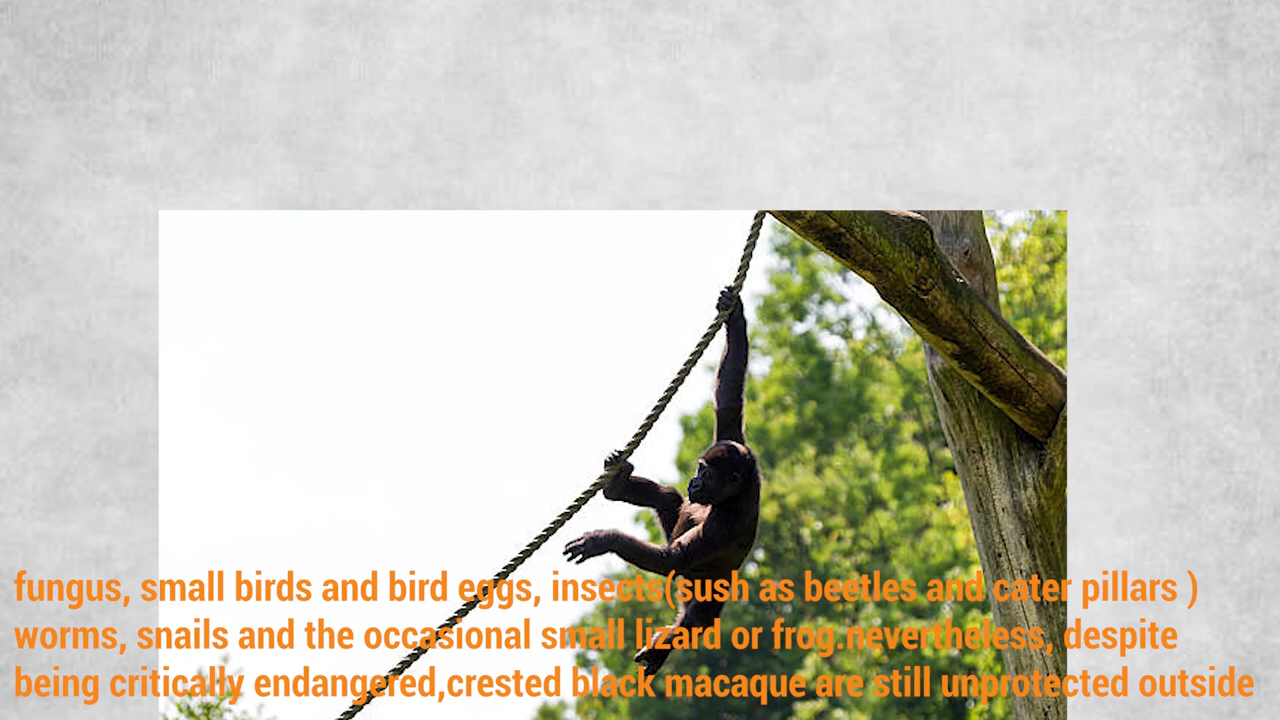 fungus, small birds and bird eggs, insects(sush as beetles and cater pillars )
worms, snails and the occasional small lizard or frog.nevertheless, despite
being critically endangered,crested black macaque are still unprotected outside